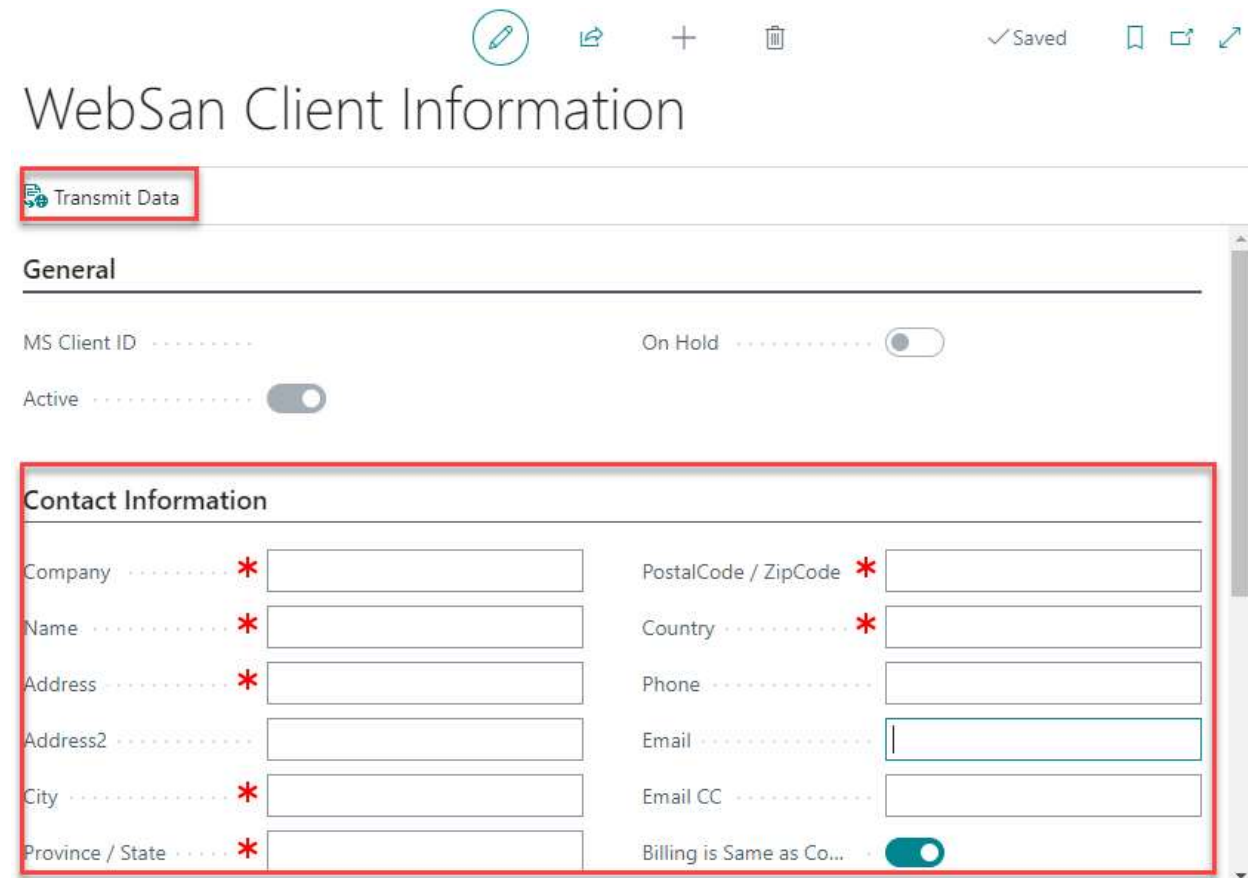 Saved
WebSan Client Information
Transmit Data
General
MS Client ID
On Hold
Active
Contact Information
Company *
PostalCode / ZipCode *
Name *
Country *
Address *
Phone
Address2
Email
City *
Email CC
Province / State *
Billing is Same as Co...